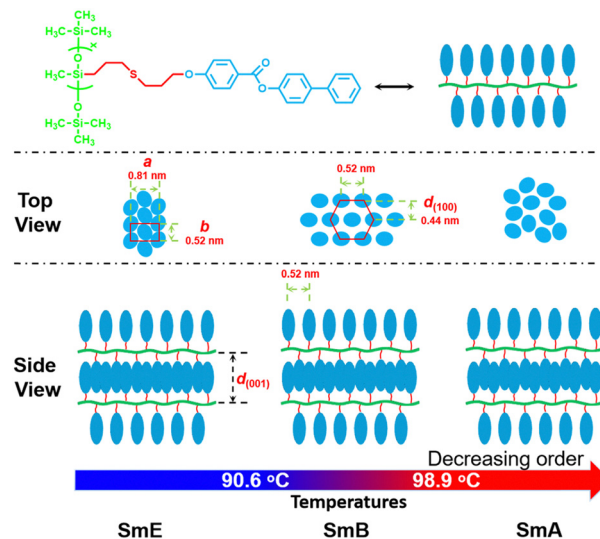 CH₃
H₃C-Si-CH₃
O
x
H₃C-Si
S
O
O
O
O
H₃C-Si-CH₃
CH₃
a
0.81 nm
b
0.52 nm
0.52 nm
d(100)
0.44 nm
Top
View
0.52 nm
Side
View
d(001)
Decreasing order
90.6 °C
98.9 °C
Temperatures
SmE
SmB
SmA